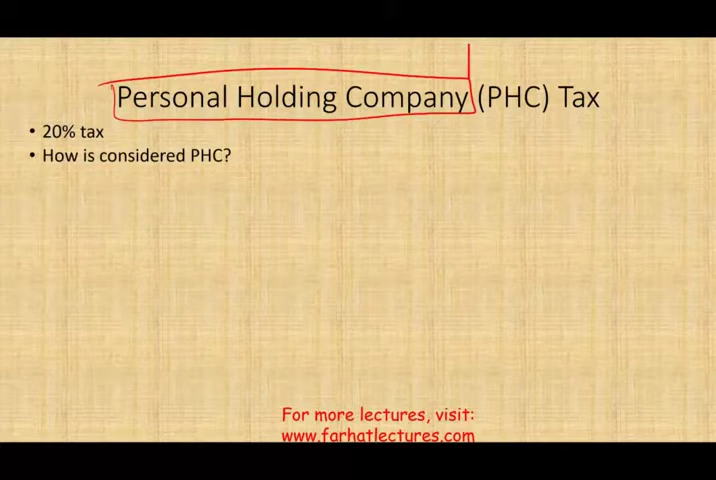 Personal Holding Company (PHC) Tax
• 20% tax
• How is considered PHC?
For more lectures, visit:
www.farhatlectures.com